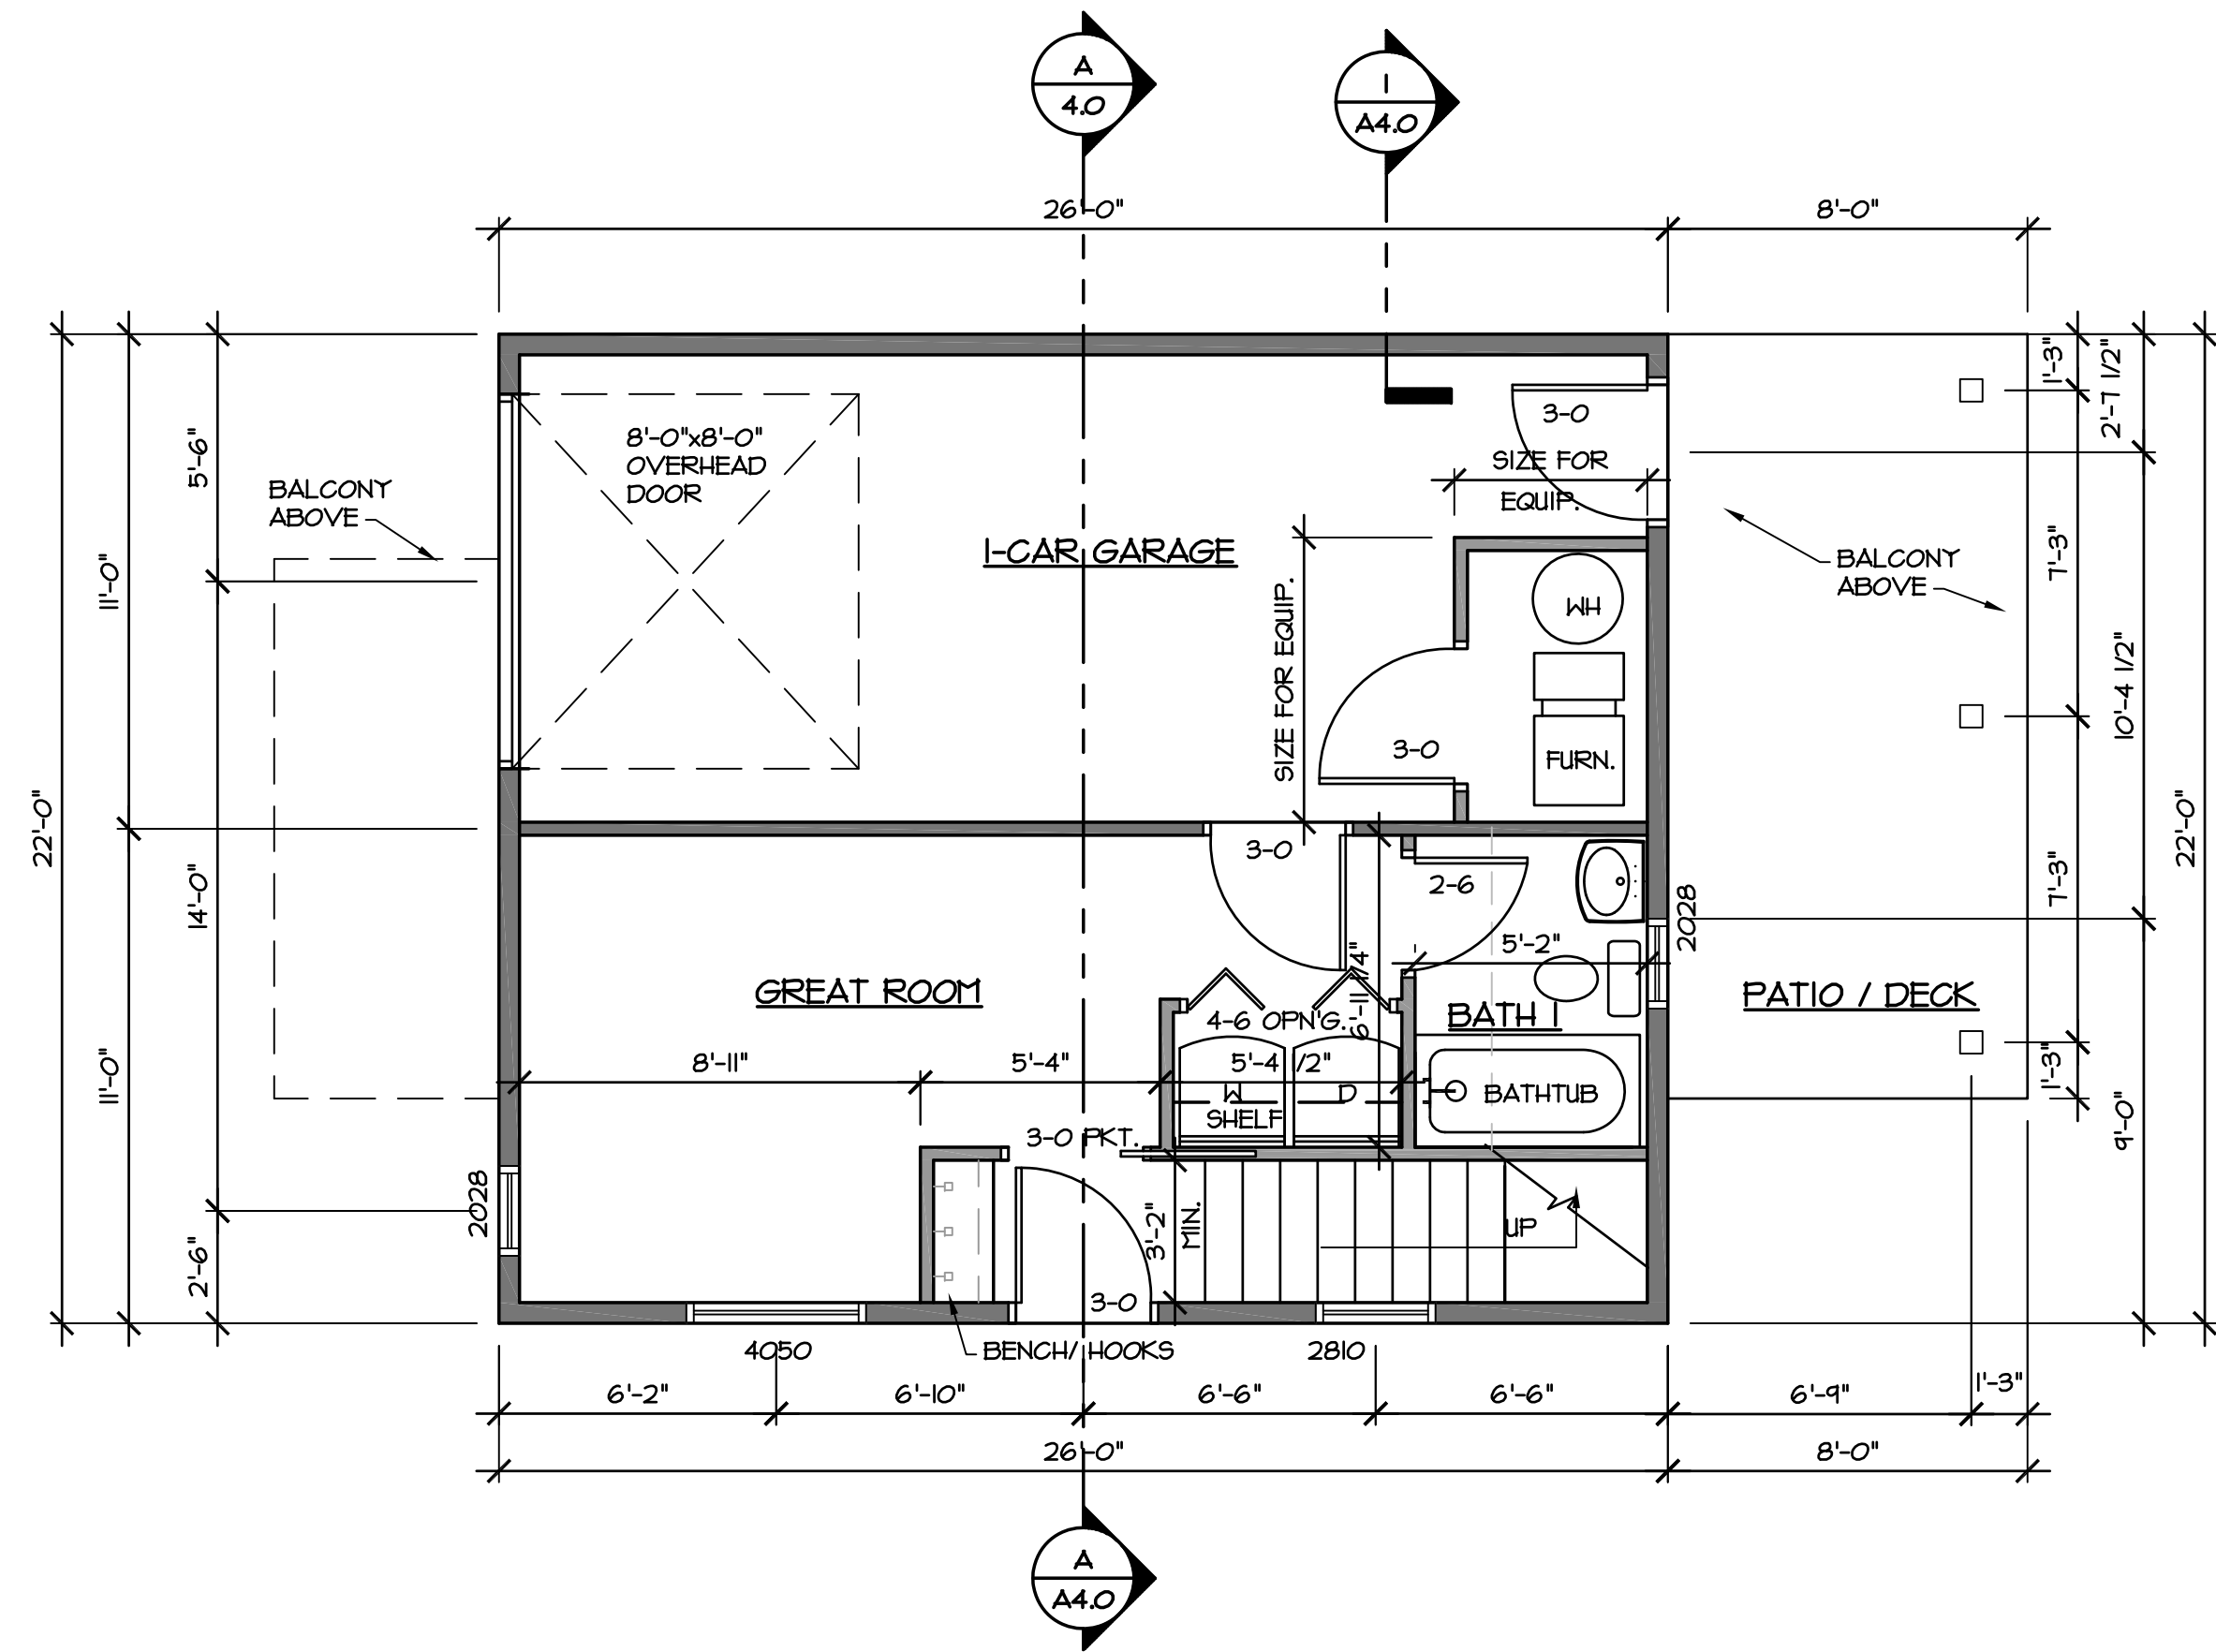 A
4.0
1
A4.0
26'-0"
8'-0"
1'-3"
2'-7 1/2"
5'-6"
8'-0"x8'-0"
OVERHEAD
DOOR
3-0
SIZE FOR
EQUIP.
BALCONY
ABOVE
11'-0"
1-CAR GARAGE
SIZE FOR EQUIP.
WH
BALCONY
ABOVE
7'-3"
10'-4 1/2"
3-0
FURN.
22'-0"
14'-0"
3-0
2-6
2028
7'-3"
22'-0"
5'-2"
6'-11 1/4"
GREAT ROOM
4-6 OPN'G.
BATH 1
PATIO / DECK
11'-0"
8'-11"
5'-4"
5'-4 1/2"
W
D
SHELF
BATHTUB
1'-3"
9'-0"
3-0 PKT.
2028
3'-2"
MIN.
UP
2'-6"
3-0
4050
BENCH/ HOOKS
2810
6'-2"
6'-10"
6'-6"
6'-6"
6'-9"
1'-3"
26'-0"
8'-0"
A
A4.0